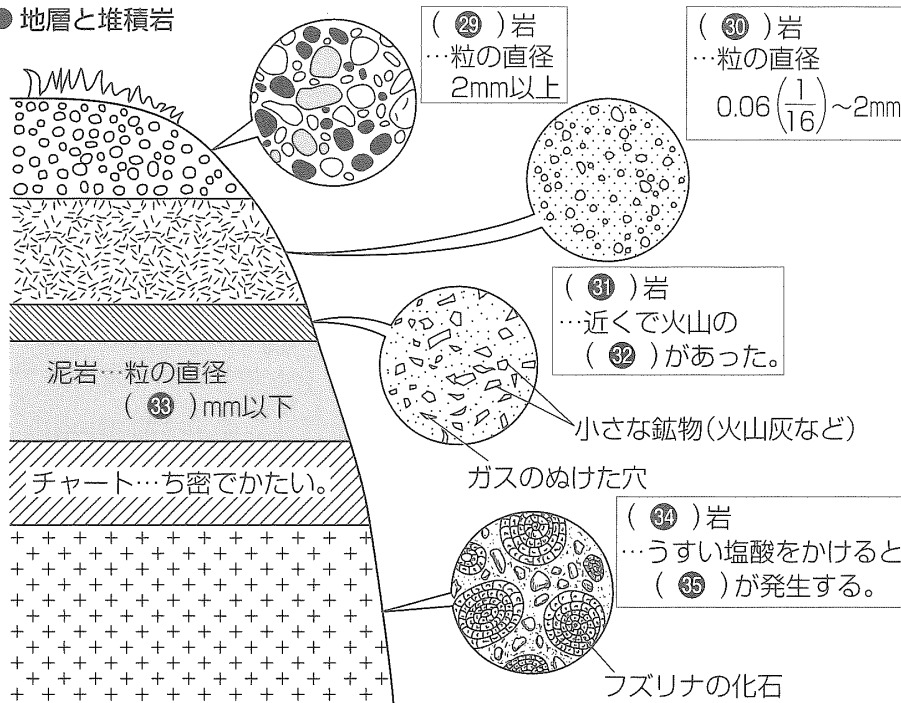 ● 地層と堆積岩
( ㉙ )岩
…粒の直径
2mm以上
( ㉚ )岩
…粒の直径
0.06(1/16)～2mm
( ㉛ )岩
…近くで火山の
( ㉜ )があった。
泥岩…粒の直径
( ㉝ )mm以下
小さな鉱物(火山灰など)
ガスのぬけた穴
チャート…ち密でかたい。
( ㉞ )岩
…うすい塩酸をかけると
( ㉟ )が発生する。
フズリナの化石